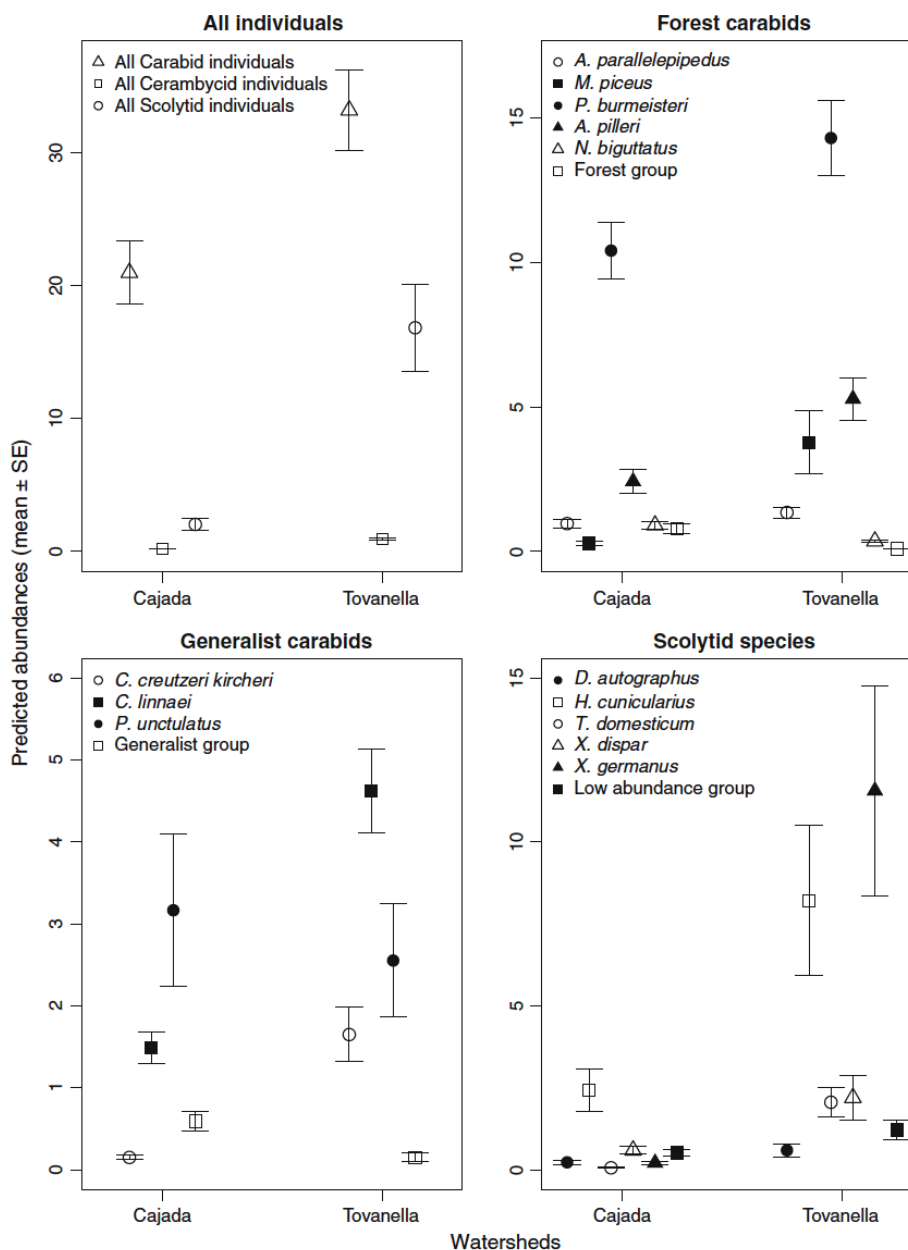 All individuals
All Carabid individuals
All Cerambycid individuals
All Scolytid individuals
30
20
10
0
Cajada
Tovanella
Forest carabids
A. parallelepipedus
M. piceus
P. burmeisteri
A. pilleri
N. biguttatus
Forest group
15
10
5
0
Cajada
Tovanella
Predicted abundances (mean ± SE)
Generalist carabids
C. creutzeri kircheri
C. linnaei
P. unctulatus
Generalist group
6
5
4
3
2
1
0
Cajada
Tovanella
Scolytid species
D. autographus
H. cunicularius
T. domesticum
X. dispar
X. germanus
Low abundance group
15
10
5
0
Cajada
Tovanella
Watersheds